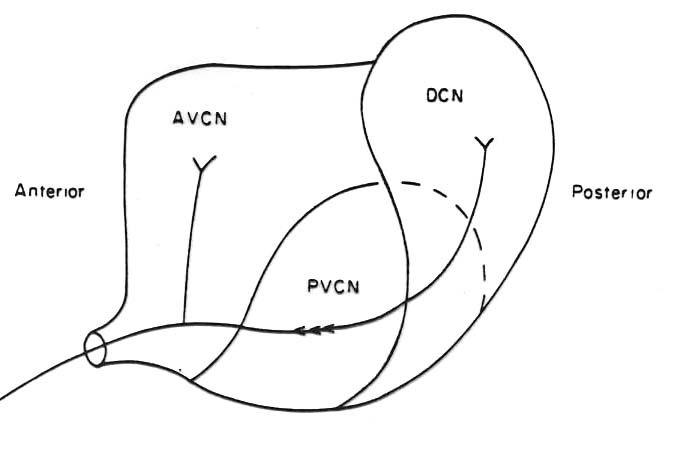 DCN
AVCN
Anterior
Posterior
PVCN